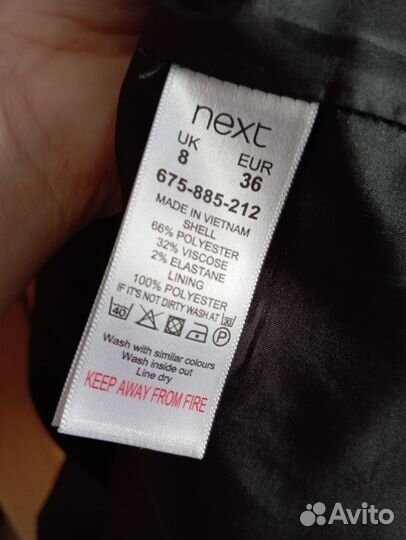 next
UK EUR
8 36
675-885-212
MADE IN VIETNAM
SHELL
66% POLYESTER
32% VISCOSE
2% ELASTANE
LINING
100% POLYESTER
IF IT'S NOT DIRTY WASH AT 30
40 P
Wash with similar colours
Wash inside out
Line dry
KEEP AWAY FROM FIRE
Avito